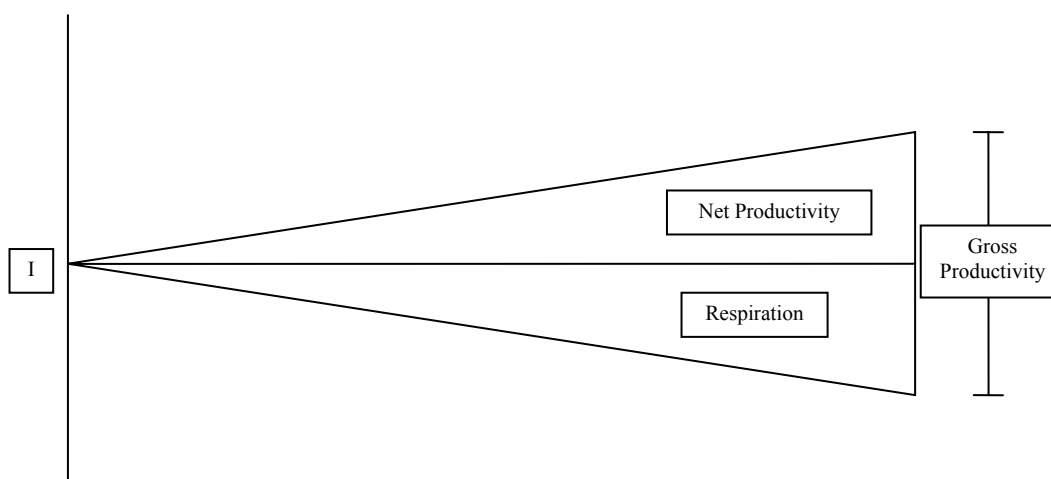 Net Productivity
I
Gross
Productivity
Respiration